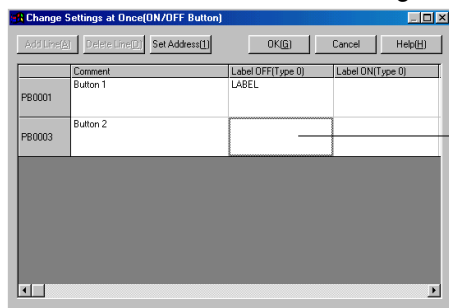 Change Settings at Once(ON/OFF Button)
Add Line(A) Delete Line(D) Set Address(1) OK(G) Cancel Help(H)
Comment Label OFF(Type 0) Label ON(Type 0)
PB0001 Button 1 LABEL
PB0003 Button 2